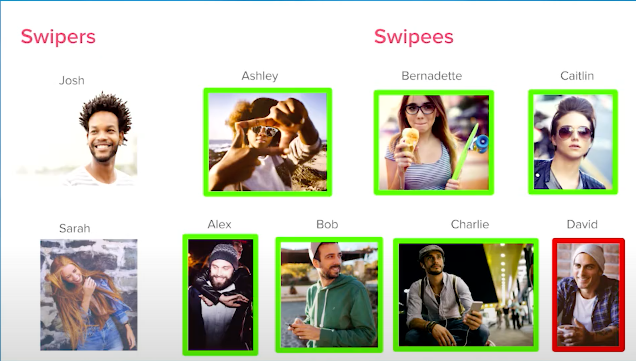 Swipers
Swipees
Josh
Ashley
Bernadette
Caitlin
Sarah
Alex
Bob
Charlie
David